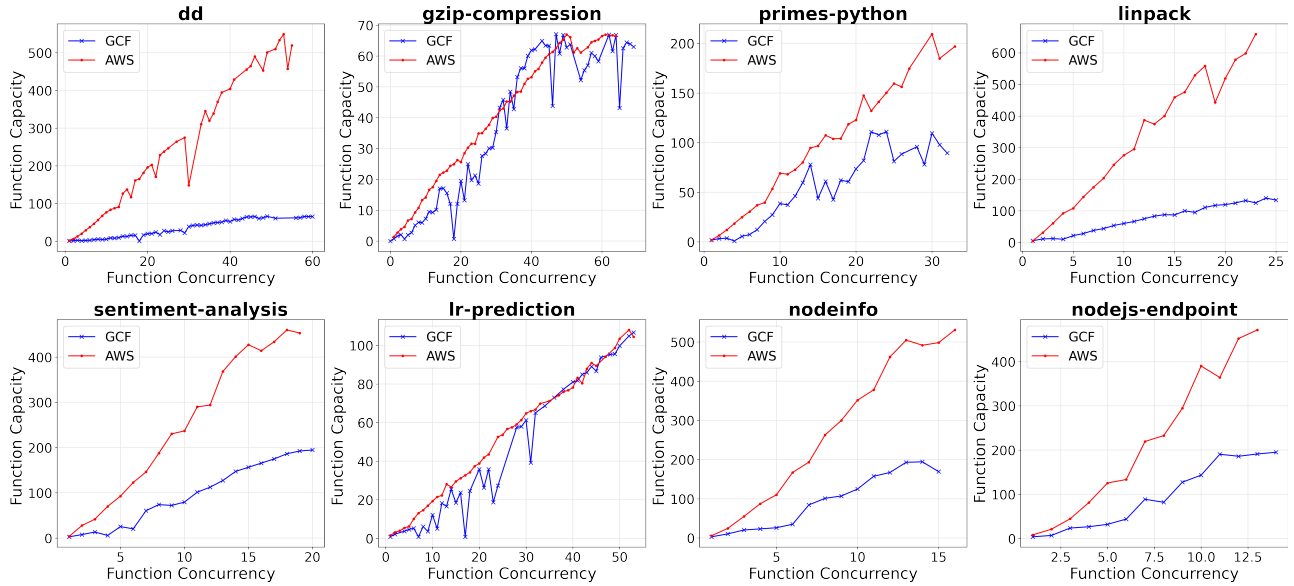 dd
Function Capacity
500
400
300
200
100
0
GCF
AWS
0
20
40
60
Function Concurrency
gzip-compression
Function Capacity
70
60
50
40
30
20
10
0
GCF
AWS
0
20
40
60
Function Concurrency
primes-python
Function Capacity
200
150
100
50
0
GCF
AWS
0
10
20
30
Function Concurrency
linpack
Function Capacity
600
500
400
300
200
100
0
GCF
AWS
0
5
10
15
20
25
Function Concurrency
sentiment-analysis
Function Capacity
400
300
200
100
0
GCF
AWS
5
10
15
20
Function Concurrency
lr-prediction
Function Capacity
100
80
60
40
20
0
GCF
AWS
0
10
20
30
40
50
Function Concurrency
nodeinfo
Function Capacity
500
400
300
200
100
0
GCF
AWS
5
10
15
Function Concurrency
nodejs-endpoint
Function Capacity
400
300
200
100
0
GCF
AWS
2.5
5.0
7.5
10.0
12.5
Function Concurrency